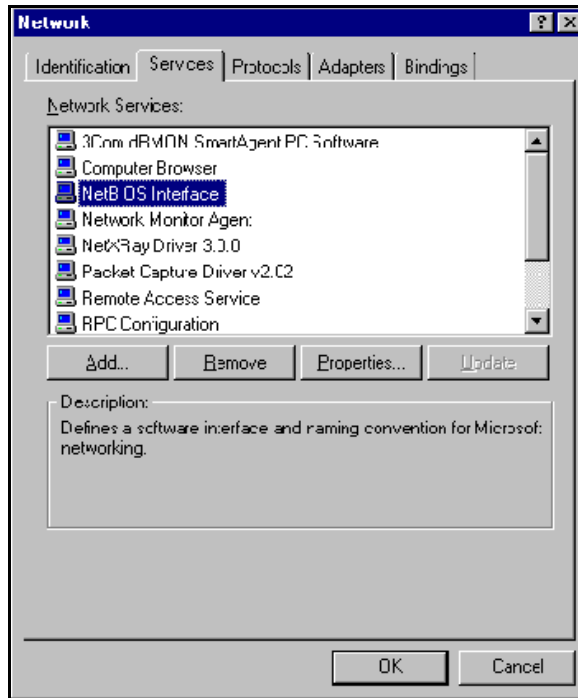 Network
Identification Services Protocols Adapters Bindings
Network Services:
3Com dRMON SmartAgent PC Software
Computer Browser
NetBIOS Interface
Network Monitor Agent
NetXRay Driver 3.0.0
Packet Capture Driver v2.02
Remote Access Service
RPC Configuration
Add... Remove Properties... Update
Description:
Defines a software interface and naming convention for Microsoft
networking.
OK Cancel